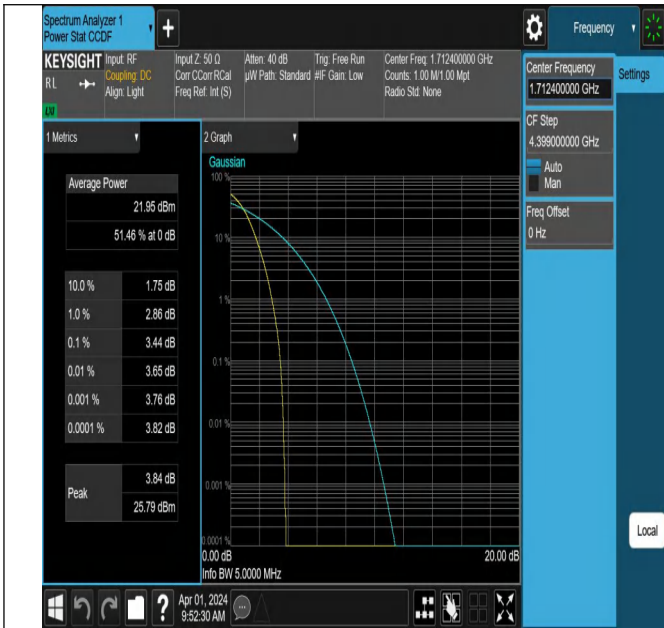 Spectrum Analyzer 1
Power Stat CCDF
+
Frequency
KEYSIGHT
RL
LXI
Input: RF
Coupling: DC
Align: Light
Input Z: 50 Ω
Corr CCorr RCal
Freq Ref: Int (S)
Atten: 40 dB
µW Path: Standard
Trig: Free Run
#IF Gain: Low
Center Freq: 1.712400000 GHz
Counts: 1.00 M/1.00 Mpt
Radio Std: None
Center Frequency
1.712400000 GHz
Settings
CF Step
4.399000000 GHz
Auto
Man
Freq Offset
0 Hz
Local
1 Metrics
Average Power
21.95 dBm
51.46 % at 0 dB
10.0 % 1.75 dB
1.0 % 2.86 dB
0.1 % 3.44 dB
0.01 % 3.65 dB
0.001 % 3.76 dB
0.0001 % 3.82 dB
Peak
3.84 dB
25.79 dBm
2 Graph
Gaussian
100 %
10 %
1 %
0.1 %
0.01 %
0.001 %
0.0001 %
0.00 dB
20.00 dB
Info BW 5.0000 MHz
?
Apr 01, 2024
9:52:30 AM